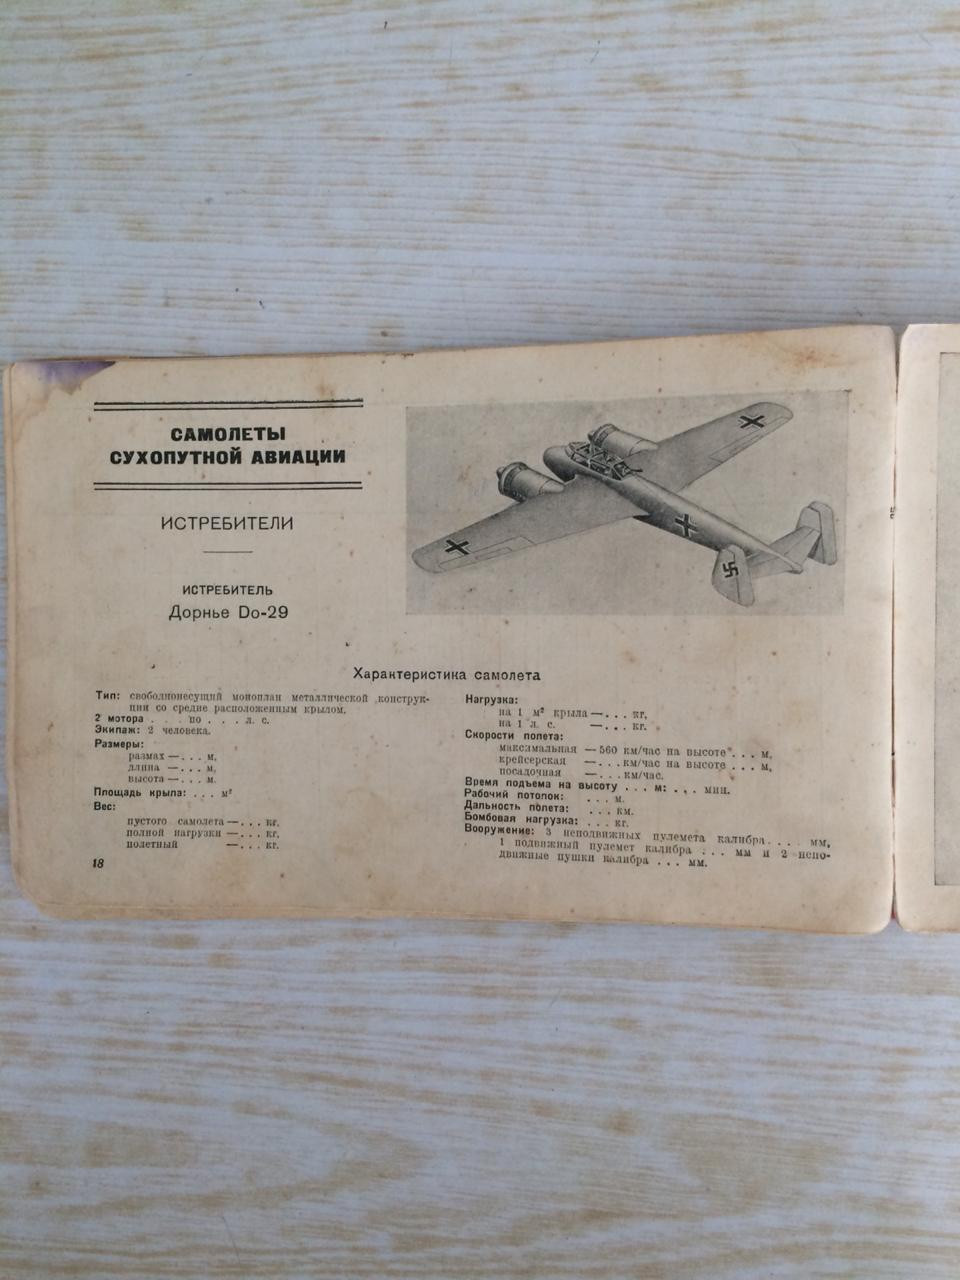 САМОЛЕТЫ
СУХОПУТНОЙ АВИАЦИИ
ИСТРЕБИТЕЛИ
ИСТРЕБИТЕЛЬ
Дорнье Do-29
Характеристика самолета
Тип: свободнонесущий моноплан металлической конструк-
ции со средне расположенным крылом.
2 мотора . . . по . . . л. с.
Экипаж: 2 человека.
Размеры:
размах —. . . м,
длина —. . . м,
высота —. . . м.
Площадь крыла: . . . м²
Вес:
пустого самолета —. . . кг,
полной нагрузки —. . . кг,
полетный —. . . кг.
18
Нагрузка:
на 1 м² крыла —. . . кг,
на 1 л. с. —. . . кг.
Скорости полета:
максимальная — 560 км/час на высоте . . . м,
крейсерская —. . . км/час на высоте . . . м,
посадочная —. . . км/час.
Время подъема на высоту . . . м: . . . мин.
Рабочий потолок: . . . м.
Дальность полета: . . . км.
Бомбовая нагрузка: . . . кг.
Вооружение: 3 неподвижных пулемета калибра. . . . мм,
1 подвижный пулемет калибра . . . мм и 2 непо-
движные пушки калибра . . . мм.